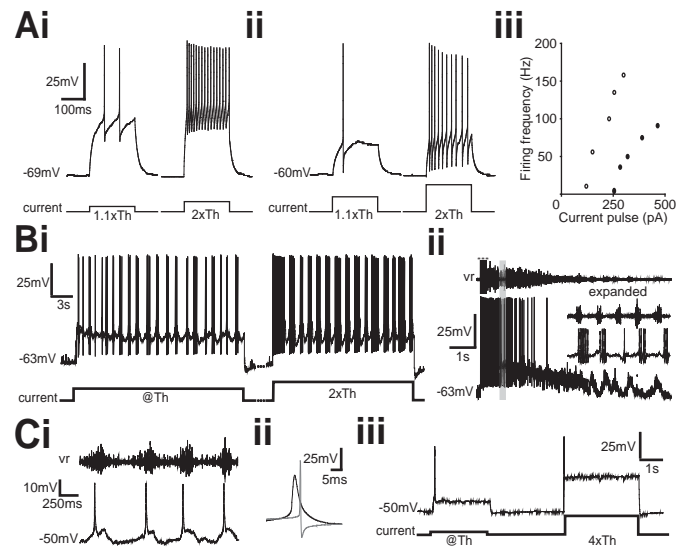 Ai
ii
iii
25mV
100ms
-69mV
-60mV
current
1.1xTh
2xTh
1.1xTh
2xTh
Firing frequency (Hz)
200
150
100
50
0
250
500
Current pulse (pA)
Bi
ii
25mV
3s
-63mV
current
@Th
2xTh
vr
expanded
25mV
1s
-63mV
Ci
ii
iii
vr
10mV
250ms
-50mV
25mV
5ms
25mV
1s
-50mV
current
@Th
4xTh